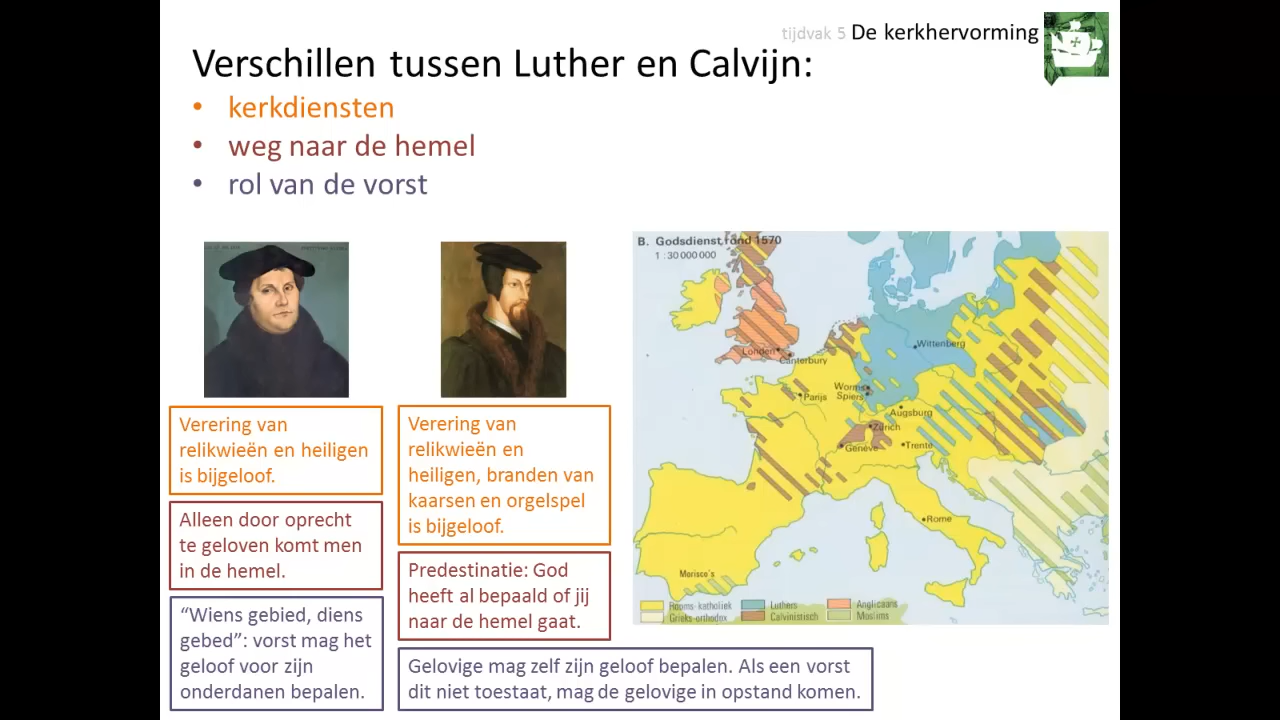 tijdvak 5 De kerkhervorming
Verschillen tussen Luther en Calvijn:
• kerkdiensten
• weg naar de hemel
• rol van de vorst
Verering van
relikwieën en heiligen
is bijgeloof.
Alleen door oprecht
te geloven komt men
in de hemel.
“Wiens gebied, diens
gebed”: vorst mag het
geloof voor zijn
onderdanen bepalen.
Verering van
relikwieën en
heiligen, branden van
kaarsen en orgelspel
is bijgeloof.
Predestinatie: God
heeft al bepaald of jij
naar de hemel gaat.
Gelovige mag zelf zijn geloof bepalen. Als een vorst
dit niet toestaat, mag de gelovige in opstand komen.
B. Godsdienst, rond 1570
1 : 30 000 000
Londen
Canterbury
Wittenberg
Worms
Spiers
Parijs
Augsburg
Zürich
Genève
Trente
Rome
Morisco's
Rooms-katholiek
Luthers
Anglicaans
Grieks-orthodox
Calvinistisch
Moslims